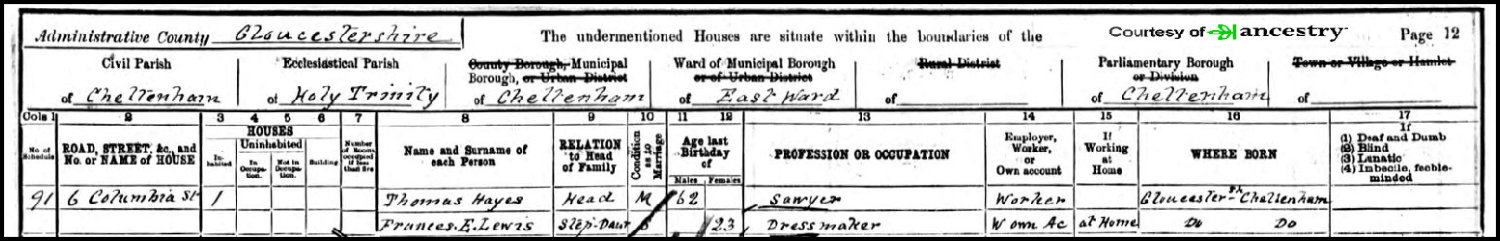 Administrative County Gloucestershire The undermentioned Houses are situate within the boundaries of the Courtesy of ancestry Page 12
Civil Parish Ecclesiastical Parish County Borough, Municipal Ward of Municipal Borough Rural District Parliamentary Borough Town or Village or Hamlet
Borough, or Urban District or of Urban District or Division
of Cheltenham of Holy Trinity of Cheltenham of East Ward of of Cheltenham of
Cols 1 2 3 4 5 6 7 8 9 10 11 12 13 14 15 16 17
No. of Schedule
ROAD, STREET, &c., and No. or NAME of HOUSE
HOUSES
In-habited
Uninhabited
In Occupa-tion.
Not in Occupa-tion.
Building
Number of Rooms occupied if less than five
Name and Surname of each Person
RELATION to Head of Family
Condition as to Marriage
Age last Birthday of
Males Females
PROFESSION OR OCCUPATION
Employer, Worker, or Own account
If Working at Home
WHERE BORN
If
(1) Deaf and Dumb
(2) Blind
(3) Lunatic
(4) Imbecile, feeble-minded
91 6 Columbia St 1 Thomas Hayes Head M 62 Sawyer Worker Gloucester Cheltenham
Frances. E. Lewis Step-Daur S 23 Dressmaker W own Ac at Home Do Do